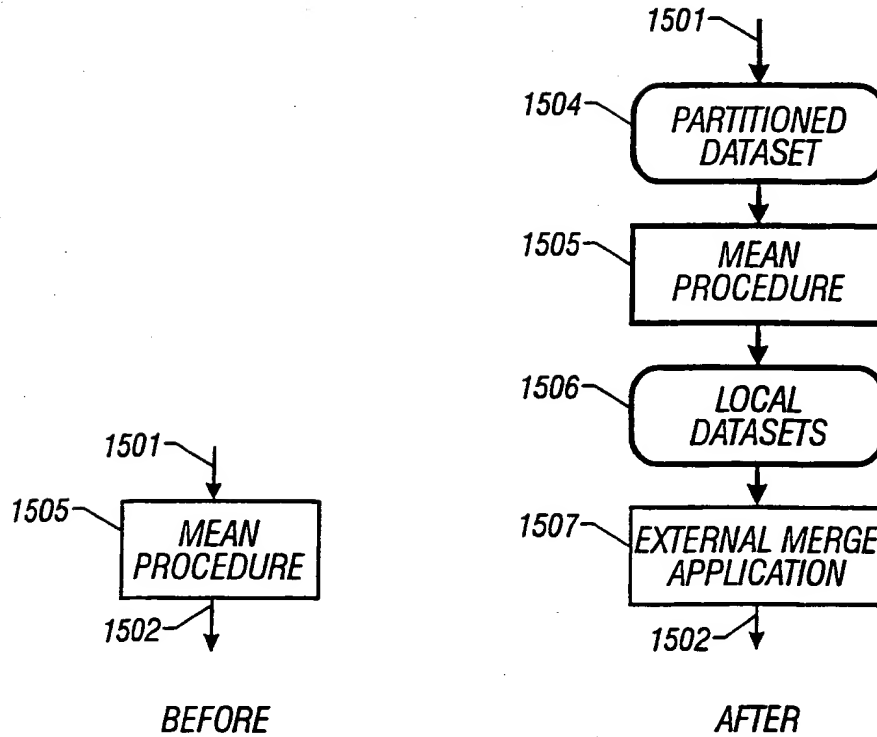 1501
1504
PARTITIONED
DATASET
1505
MEAN
PROCEDURE
1506
LOCAL
DATASETS
1507
EXTERNAL MERGE
APPLICATION
1502
1501
1505
MEAN
PROCEDURE
1502
BEFORE
AFTER